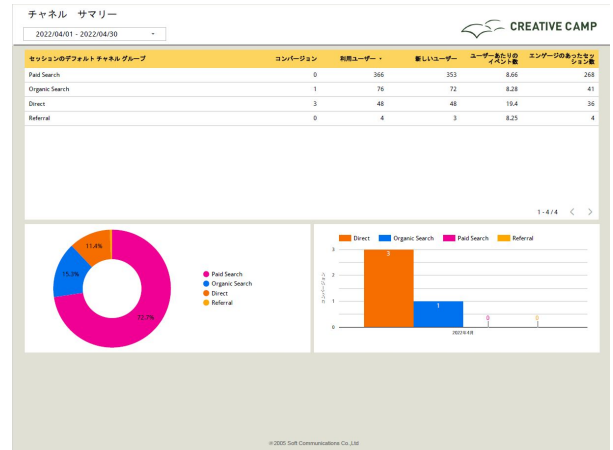 チャネル　サマリー
2022/04/01 - 2022/04/30
CREATIVE CAMP
セッションのデフォルト チャネル グループ コンバージョン 利用ユーザー 新しいユーザー ユーザーあたりのイベント数 エンゲージのあったセッション数
Paid Search 0 366 353 8.66 268
Organic Search 1 76 72 8.28 41
Direct 3 48 48 19.4 36
Referral 0 4 3 8.25 4
1 - 4 / 4
11.4%
15.3%
72.7%
Paid Search
Organic Search
Direct
Referral
Direct Organic Search Paid Search Referral
コンバージョン
3
2
1
0
3
1
0
0
2022年4月
©2005 Soft Communications Co.,Ltd